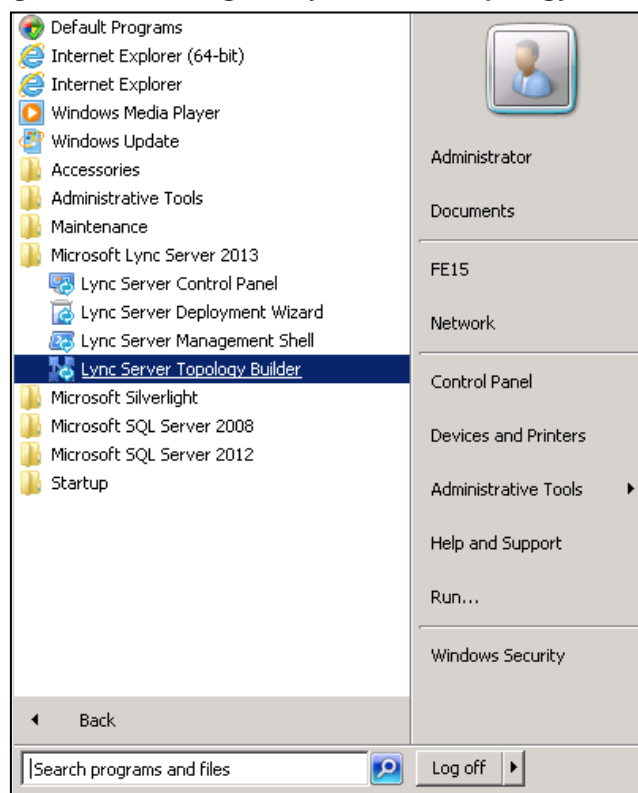 Default Programs
Internet Explorer (64-bit)
Internet Explorer
Windows Media Player
Windows Update
Accessories
Administrative Tools
Maintenance
Microsoft Lync Server 2013
Lync Server Control Panel
Lync Server Deployment Wizard
Lync Server Management Shell
Lync Server Topology Builder
Microsoft Silverlight
Microsoft SQL Server 2008
Microsoft SQL Server 2012
Startup
Back
Search programs and files
Administrator
Documents
FE15
Network
Control Panel
Devices and Printers
Administrative Tools
Help and Support
Run...
Windows Security
Log off